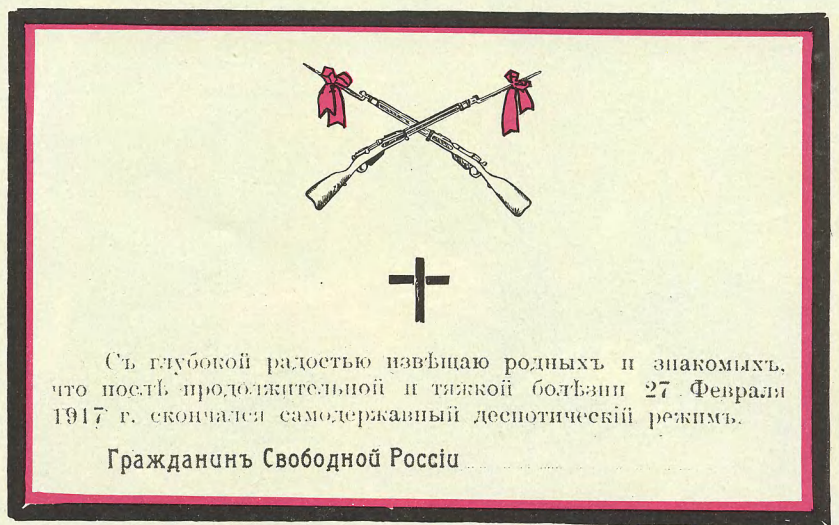 Съ глубокой радостью извѣщаю родныхъ и знакомыхъ,
что послѣ продолжительной и тяжкой болѣзни 27 Февраля
1917 г. скончался самодержавный деспотическій режимъ.
Гражданинъ Свободной Россіи